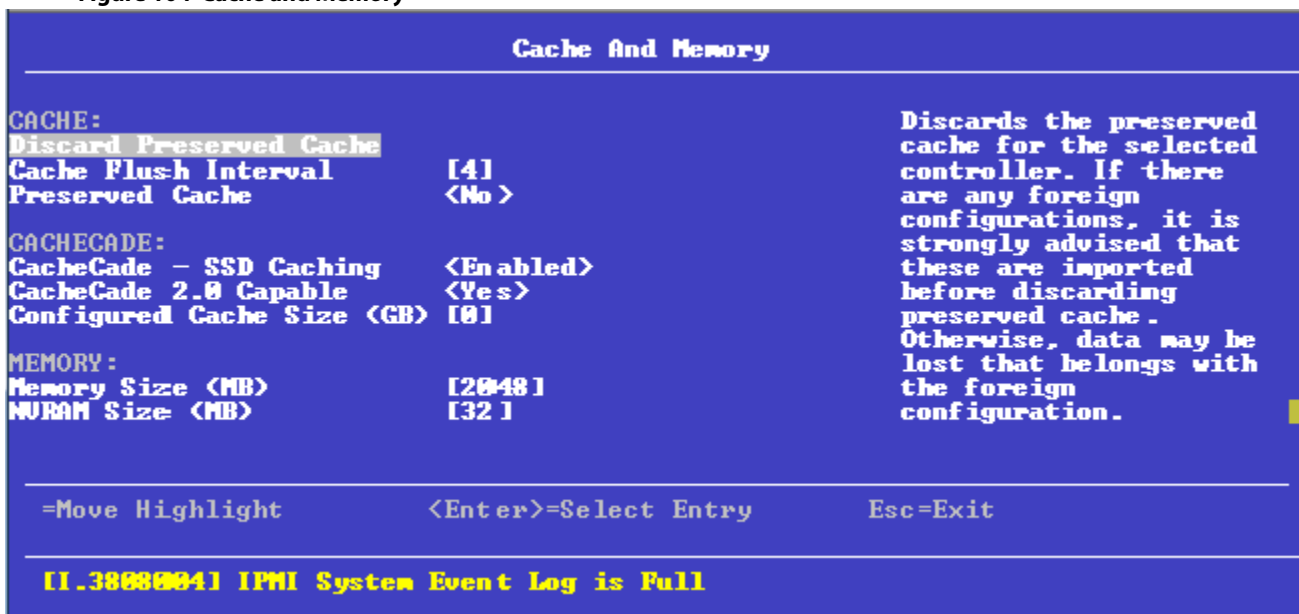 Cache And Memory
CACHE:
Discard Preserved Cache
Cache Flush Interval [4]
Preserved Cache <No>
CACHECADE:
CacheCade - SSD Caching <Enabled>
CacheCade 2.0 Capable <Yes>
Configured Cache Size (GB) [0]
MEMORY:
Memory Size (MB) [2048]
NVRAM Size (MB) [32]
Discards the preserved
cache for the selected
controller. If there
are any foreign
configurations, it is
strongly advised that
these are imported
before discarding
preserved cache.
Otherwise, data may be
lost that belongs with
the foreign
configuration.
=Move Highlight <Enter>=Select Entry Esc=Exit
[I.3808004] IPMI System Event Log is Full